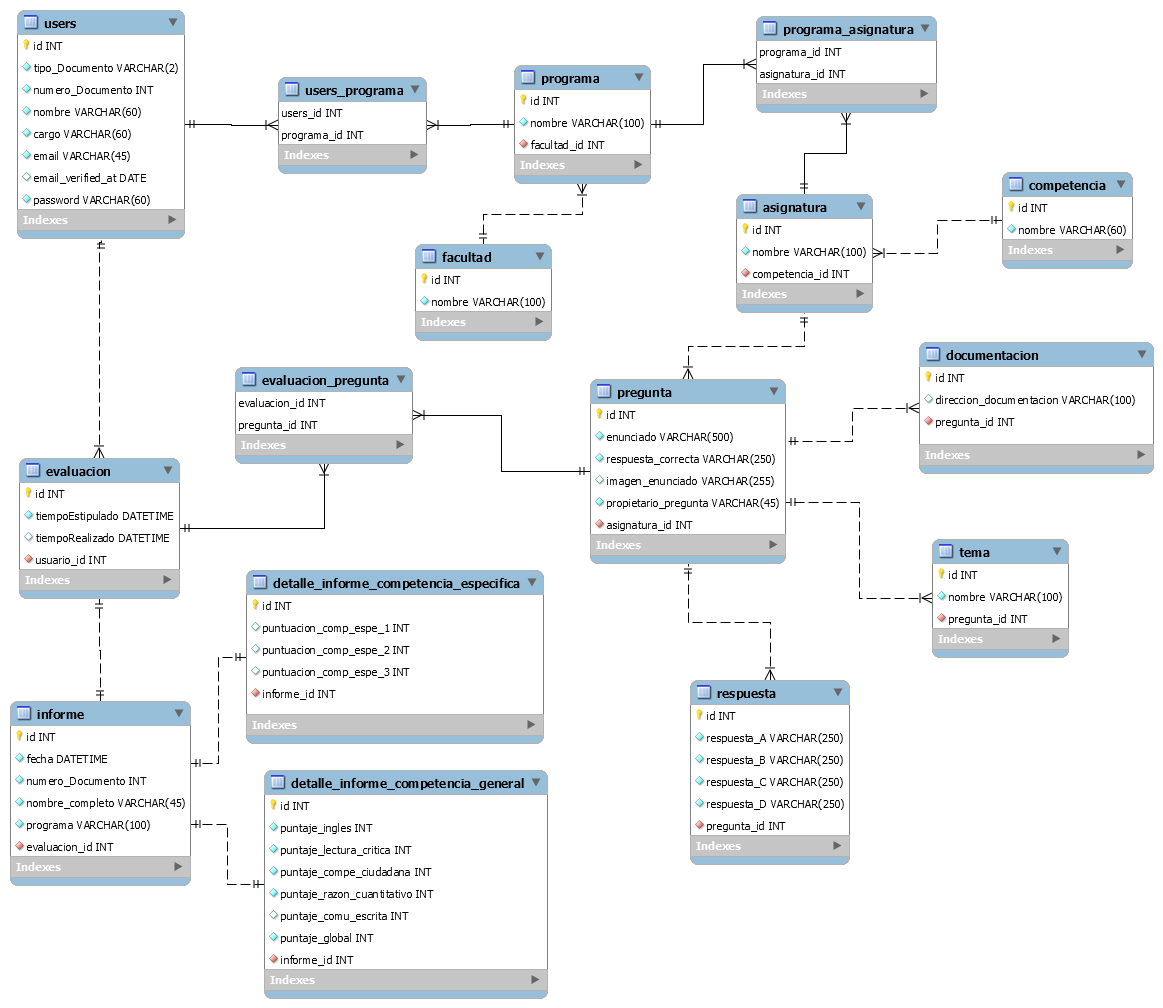 users
id INT
tipo_Documento VARCHAR(2)
numero_Documento INT
nombre VARCHAR(60)
cargo VARCHAR(60)
email VARCHAR(45)
email_verified_at DATE
password VARCHAR(60)
Indexes
users_programa
users_id INT
programa_id INT
Indexes
programa
id INT
nombre VARCHAR(100)
facultad_id INT
Indexes
programa_asignatura
programa_id INT
asignatura_id INT
Indexes
facultad
id INT
nombre VARCHAR(100)
Indexes
asignatura
id INT
nombre VARCHAR(100)
competencia_id INT
Indexes
competencia
id INT
nombre VARCHAR(60)
Indexes
evaluacion_pregunta
evaluacion_id INT
pregunta_id INT
Indexes
pregunta
id INT
enunciado VARCHAR(500)
respuesta_correcta VARCHAR(250)
imagen_enunciado VARCHAR(255)
propietario_pregunta VARCHAR(45)
asignatura_id INT
Indexes
documentacion
id INT
direccion_documentacion VARCHAR(100)
pregunta_id INT
Indexes
evaluacion
id INT
tiempoEstipulado DATETIME
tiempoRealizado DATETIME
usuario_id INT
Indexes
tema
id INT
nombre VARCHAR(100)
pregunta_id INT
Indexes
detalle_informe_competencia_especifica
id INT
puntuacion_comp_espe_1 INT
puntuacion_comp_espe_2 INT
puntuacion_comp_espe_3 INT
informe_id INT
Indexes
respuesta
id INT
respuesta_A VARCHAR(250)
respuesta_B VARCHAR(250)
respuesta_C VARCHAR(250)
respuesta_D VARCHAR(250)
pregunta_id INT
Indexes
informe
id INT
fecha DATETIME
numero_Documento INT
nombre_completo VARCHAR(45)
programa VARCHAR(100)
evaluacion_id INT
Indexes
detalle_informe_competencia_general
id INT
puntaje_ingles INT
puntaje_lectura_critica INT
puntaje_compe_ciudadana INT
puntaje_razon_cuantitativo INT
puntaje_comu_escrita INT
puntaje_global INT
informe_id INT
Indexes